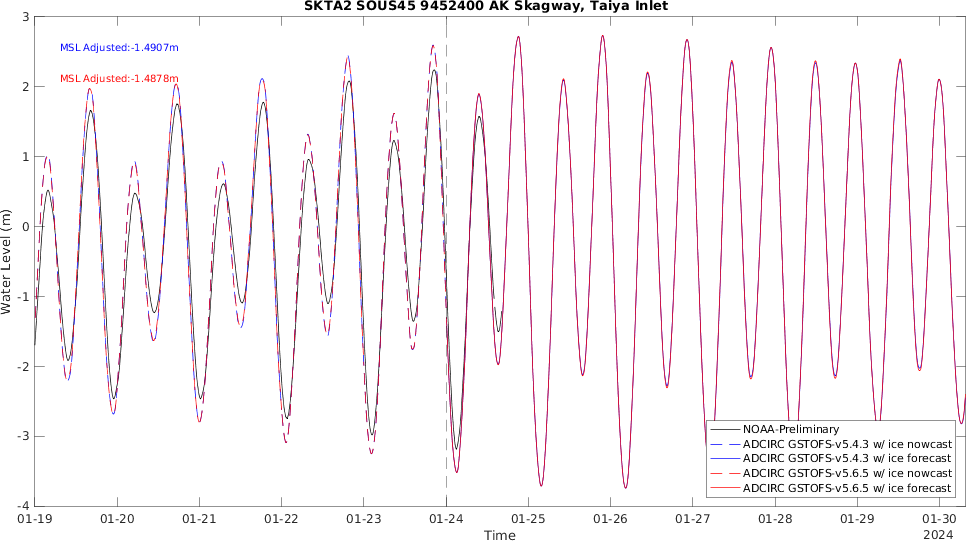 SKTA2 SOUS45 9452400 AK Skagway, Taiya Inlet
MSL Adjusted:-1.4907m
MSL Adjusted:-1.4878m
Water Level (m)
3
2
1
0
-1
-2
-3
-4
NOAA-Preliminary
ADCIRC GSTOFS-v5.4.3 w/ ice nowcast
ADCIRC GSTOFS-v5.4.3 w/ ice forecast
ADCIRC GSTOFS-v5.6.5 w/ ice nowcast
ADCIRC GSTOFS-v5.6.5 w/ ice forecast
01-19 01-20 01-21 01-22 01-23 01-24 01-25 01-26 01-27 01-28 01-29 01-30
Time
2024